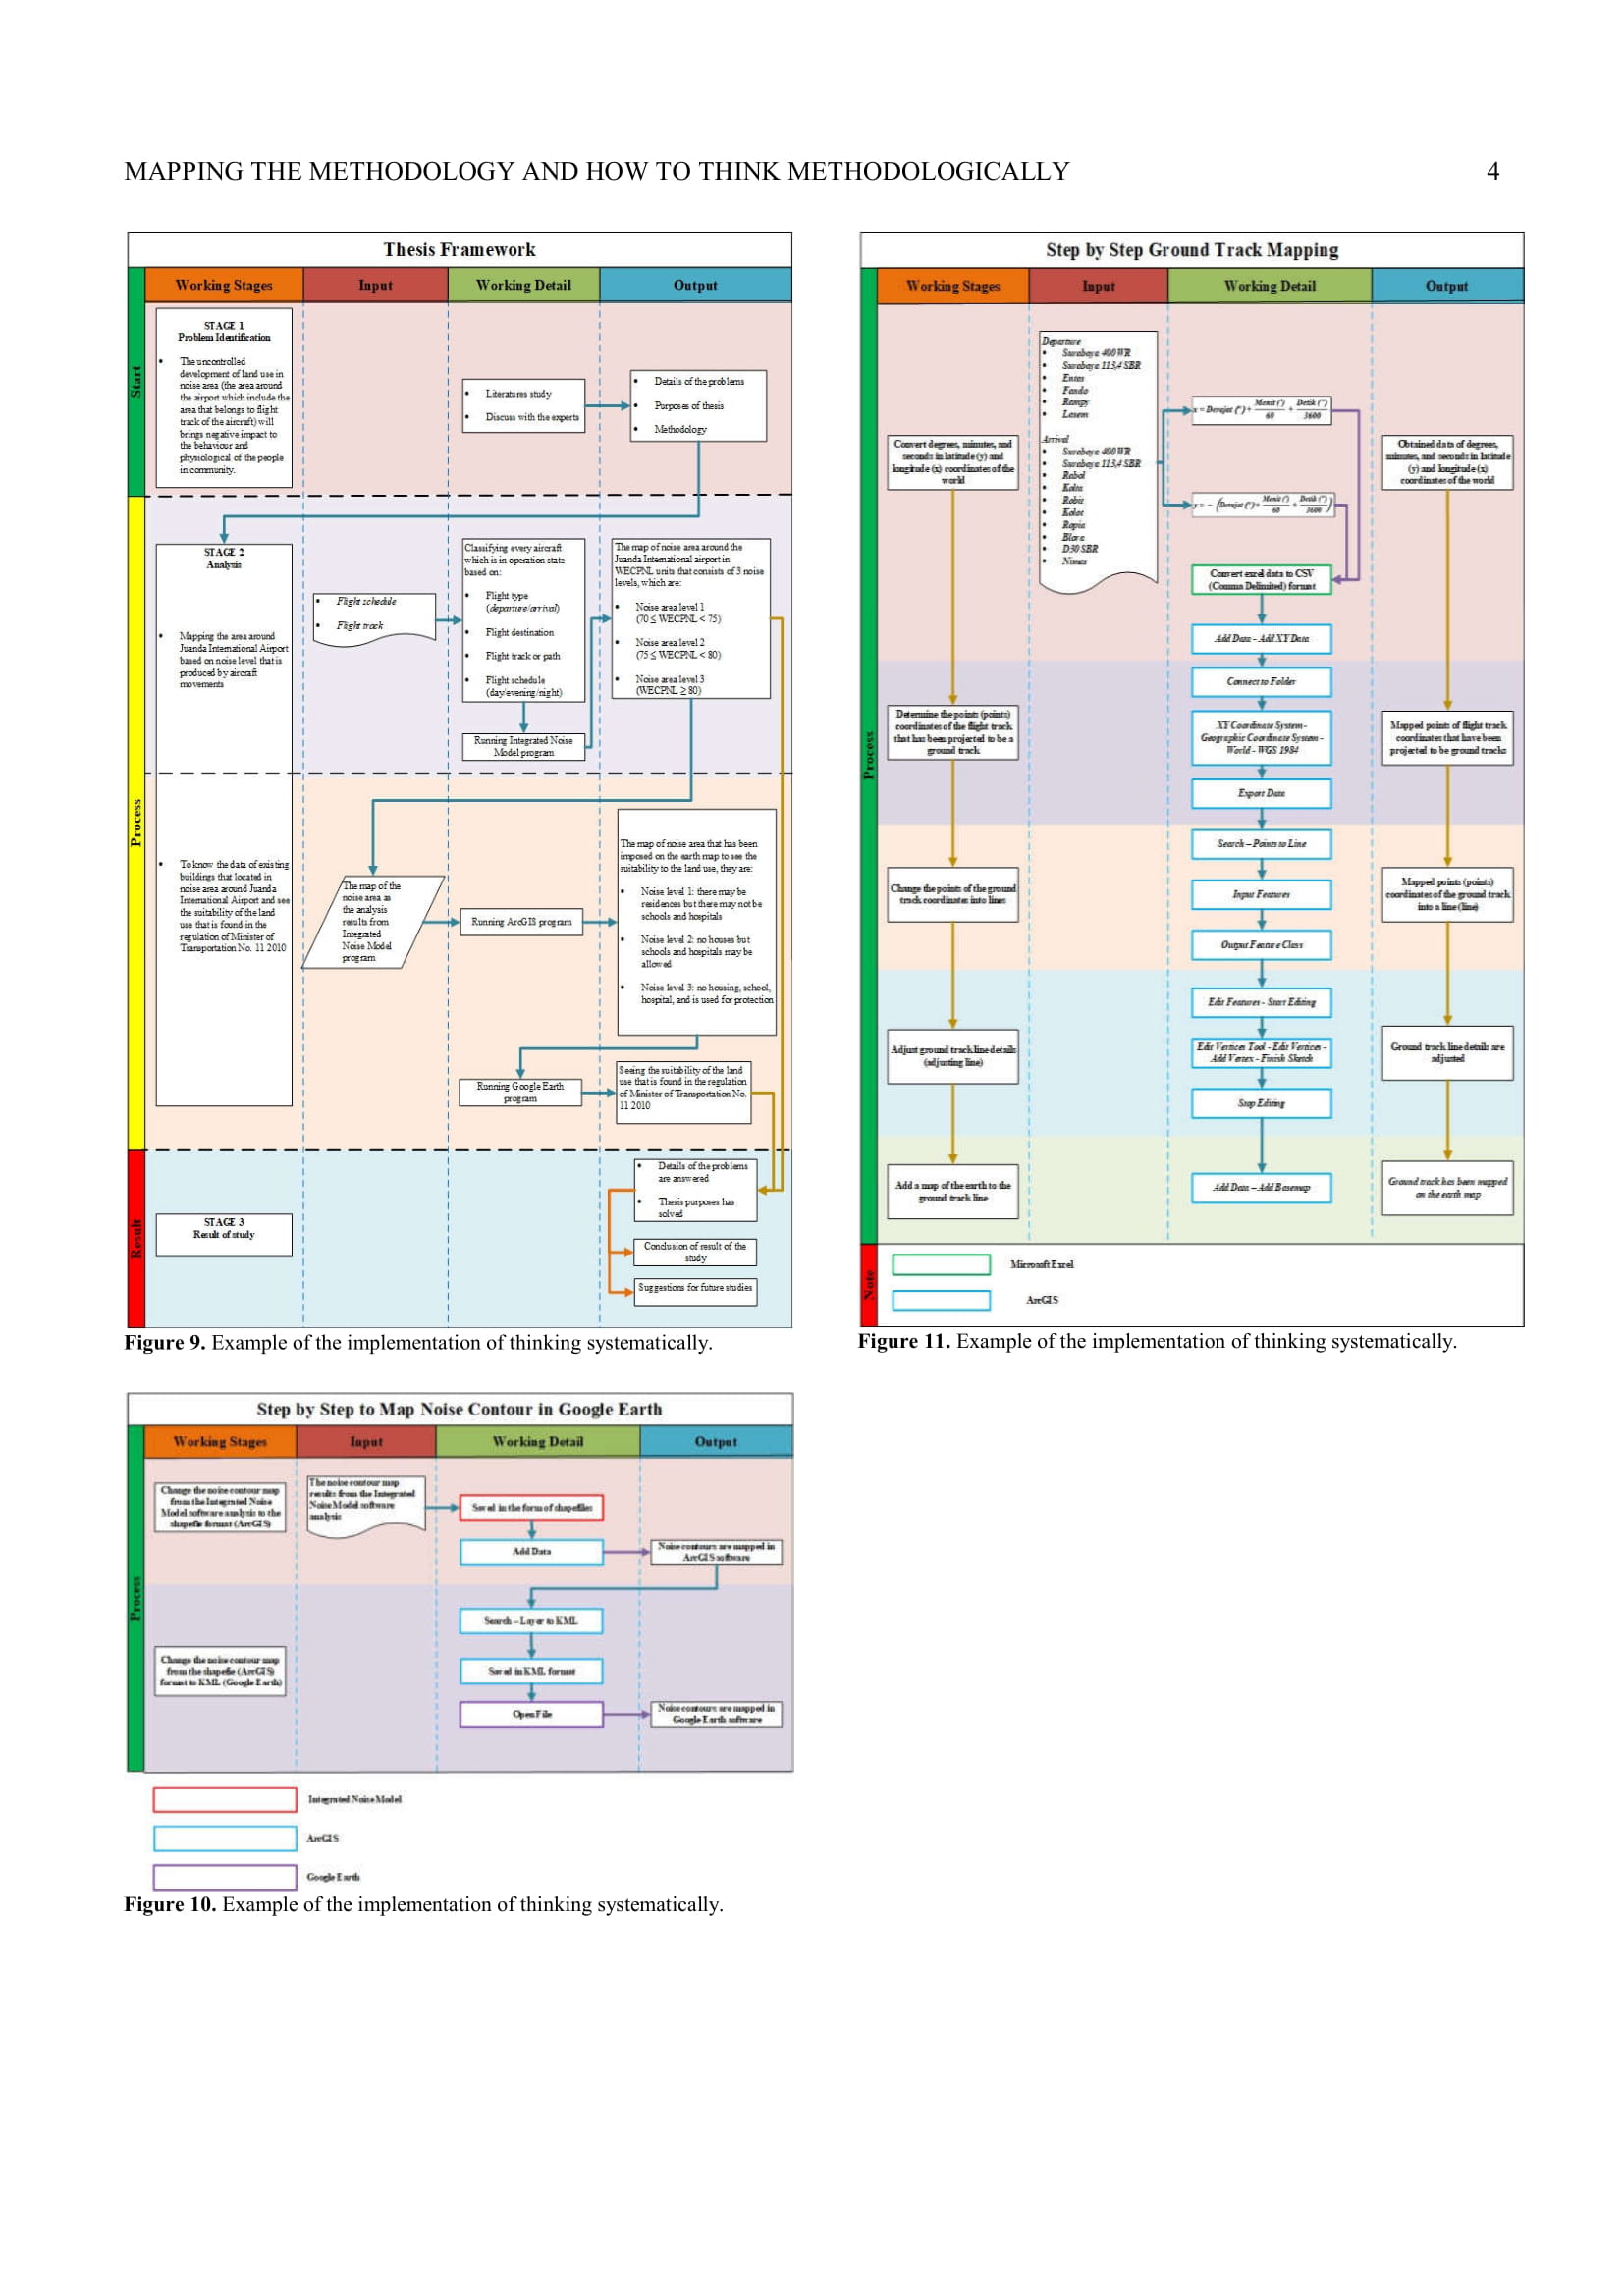 MAPPING THE METHODOLOGY AND HOW TO THINK METHODOLOGICALLY 4
Thesis Framework
Working Stages Input Working Detail Output
Start
STAGE 1
Problem Identification
• The uncontrolled
development of land use in
noise area (the area around
the airport which include the
area that belongs to flight
track of the aircraft) will
brings negative impact to
the behaviour and
physiological of the people
in community.
• Literatures study
• Discuss with the experts
• Details of the problems
• Purposes of thesis
• Methodology
Process
STAGE 2
Analysis
• Mapping the area around
Juanda International Airport
based on noise level that is
produced by aircraft
movements
• Flight schedule
• Flight track
Classifying every aircraft
which is in operation state
based on:
• Flight type
(departure/arrival)
• Flight destination
• Flight track or path
• Flight schedule
(day/evening/night)
Running Integrated Noise
Model program
The map of noise area around the
Juanda International airport in
WECPNL units that consists of 3 noise
levels, which are:
• Noise area level 1
(70 ≤ WECPNL < 75)
• Noise area level 2
(75 ≤ WECPNL < 80)
• Noise area level 3
(WECPNL ≥ 80)
• To know the data of existing
buildings that located in
noise area around Juanda
International Airport and see
the suitability of the land
use that is found in the
regulation of Minister of
Transportation No. 11 2010
The map of the
noise area as
the analysis
results from
Integrated
Noise Model
program
Running ArcGIS program
The map of noise area that has been
imposed on the earth map to see the
suitability to the land use, they are:
• Noise level 1: there may be
residences but there may not be
schools and hospitals
• Noise level 2: no houses but
schools and hospitals may be
allowed
• Noise level 3: no housing, school,
hospital, and is used for protection
Running Google Earth
program
Seeing the suitability of the land
use that is found in the regulation
of Minister of Transportation No.
11 2010
Result
STAGE 3
Result of study
• Details of the problems
are answered
• Thesis purposes has
solved
Conclusion of result of the
study
Suggestions for future studies
Figure 9. Example of the implementation of thinking systematically.
Step by Step to Map Noise Contour in Google Earth
Working Stages Input Working Detail Output
Process
Change the noise contour map
from the Integrated Noise
Model software analysis to the
shapefile format (ArcGIS)
The noise contour map
results from the Integrated
Noise Model software
analysis
Saved in the form of shapefiles
Add Data
Noise contours are mapped in
ArcGIS software
Change the noise contour map
from the shapefile (ArcGIS)
format to KML (Google Earth)
Search – Layer to KML
Saved in KML format
Open File
Noise contours are mapped in
Google Earth software
Integrated Noise Model
ArcGIS
Google Earth
Figure 10. Example of the implementation of thinking systematically.
Step by Step Ground Track Mapping
Working Stages Input Working Detail Output
Process
Convert degrees, minutes, and
seconds in latitude (y) and
longitude (x) coordinates of the
world
Departure
• Surabaya 400 WR
• Surabaya 113,4 SBR
• Entas
• Fando
• Rampy
• Lasem
Arrival
• Surabaya 400 WR
• Surabaya 113,4 SBR
• Rabol
• Kalta
• Robiz
• Kolot
• Ropia
• Blora
• D30 SBR
• Nimas
x = Derajat (°) + Menit (')/60 + Detik (")/3600
y = - (Derajat (°) + Menit (')/60 + Detik (")/3600)
Convert excel data to CSV
(Comma Delimited) format
Add Data - Add XY Data
Obtained data of degrees,
minutes, and seconds in latitude
(y) and longitude (x)
coordinates of the world
Determine the points (points)
coordinates of the flight track
that has been projected to be a
ground track
Connect to Folder
XY Coordinate System -
Geographic Coordinate System -
World - WGS 1984
Export Data
Mapped points of flight track
coordinates that have been
projected to be ground tracks
Change the points of the ground
track coordinates into lines
Search – Points to Line
Input Features
Output Feature Class
Mapped points (points)
coordinates of the ground track
into a line (line)
Adjust ground track line details
(adjusting line)
Edit Features - Start Editing
Edit Vertices Tool - Edit Vertices -
Add Vertex - Finish Sketch
Stop Editing
Ground track line details are
adjusted
Add a map of the earth to the
ground track line
Add Data – Add Basemap
Ground track has been mapped
on the earth map
Note
Microsoft Excel
ArcGIS
Figure 11. Example of the implementation of thinking systematically.